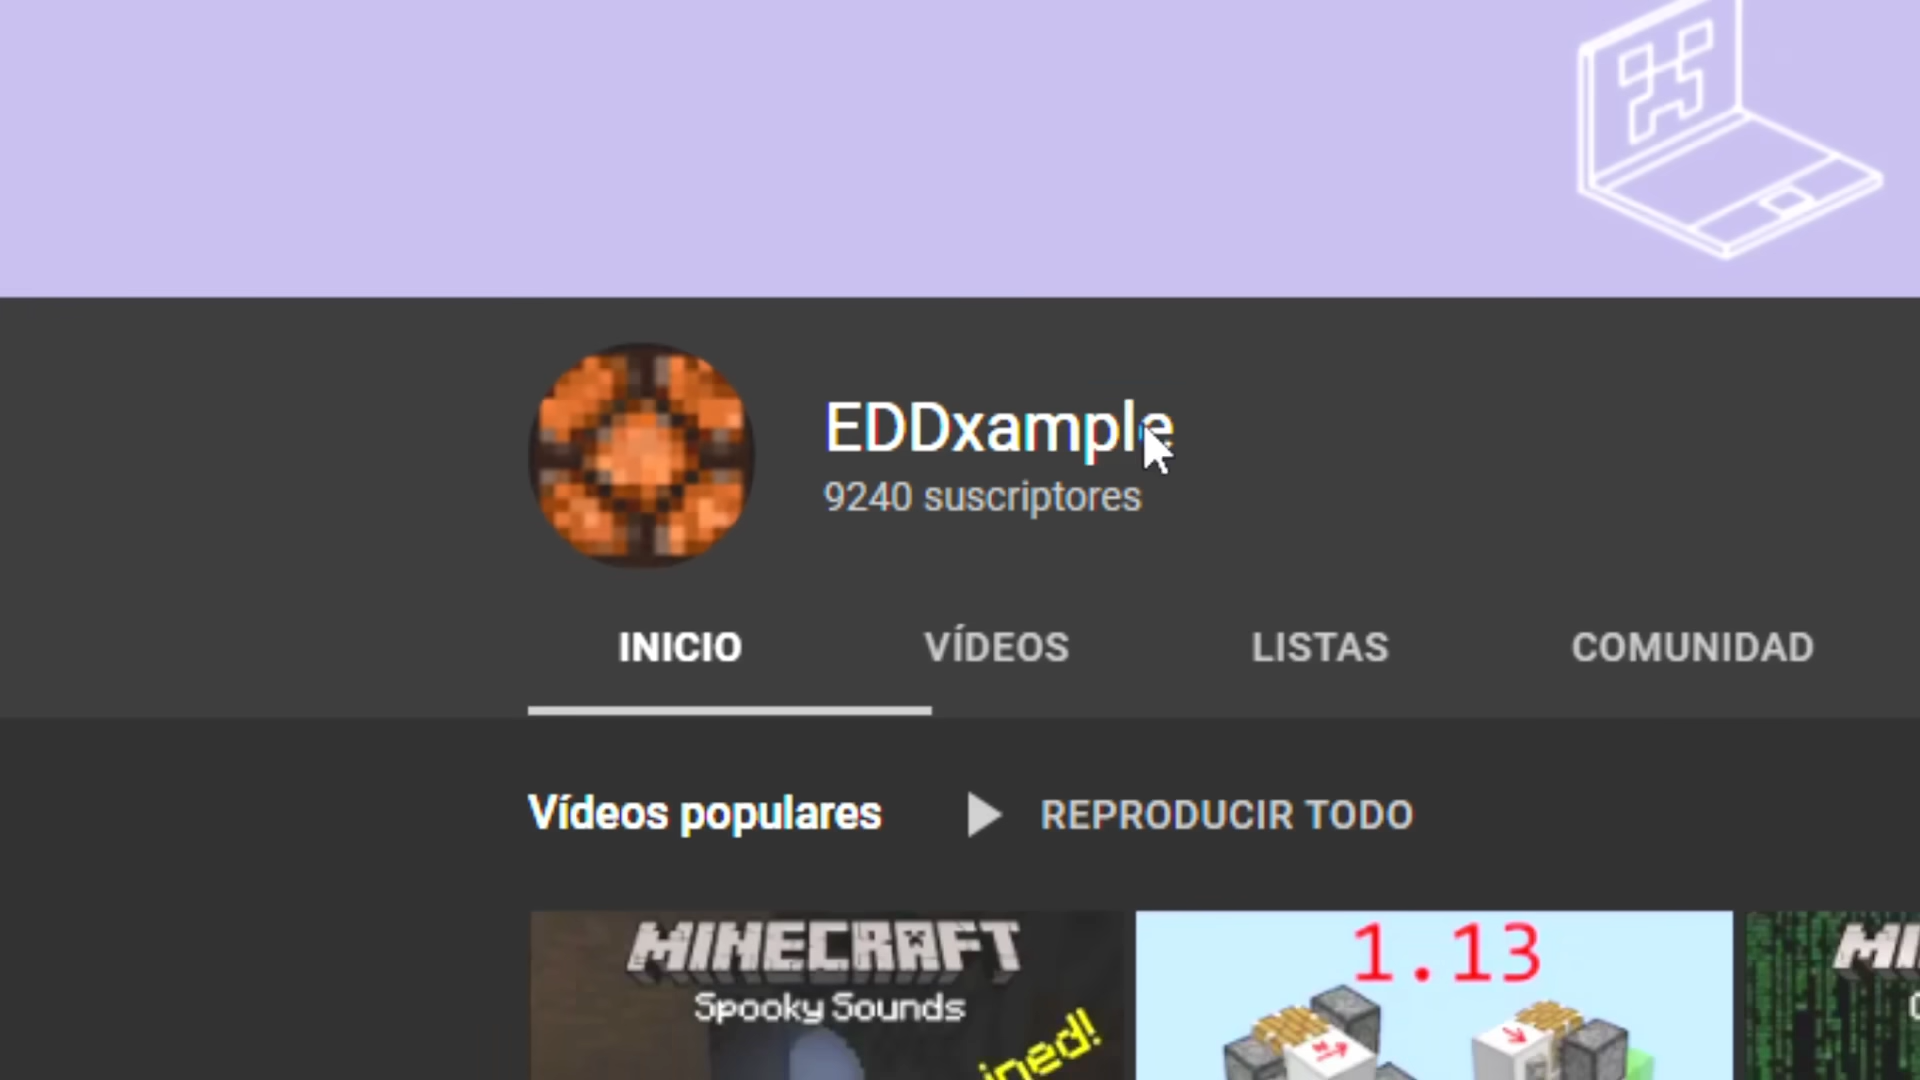 EDDxample
9240 suscriptores
INICIO VÍDEOS LISTAS COMUNIDAD
Vídeos populares REPRODUCIR TODO
MINECRAFT
Spooky Sounds
1.13